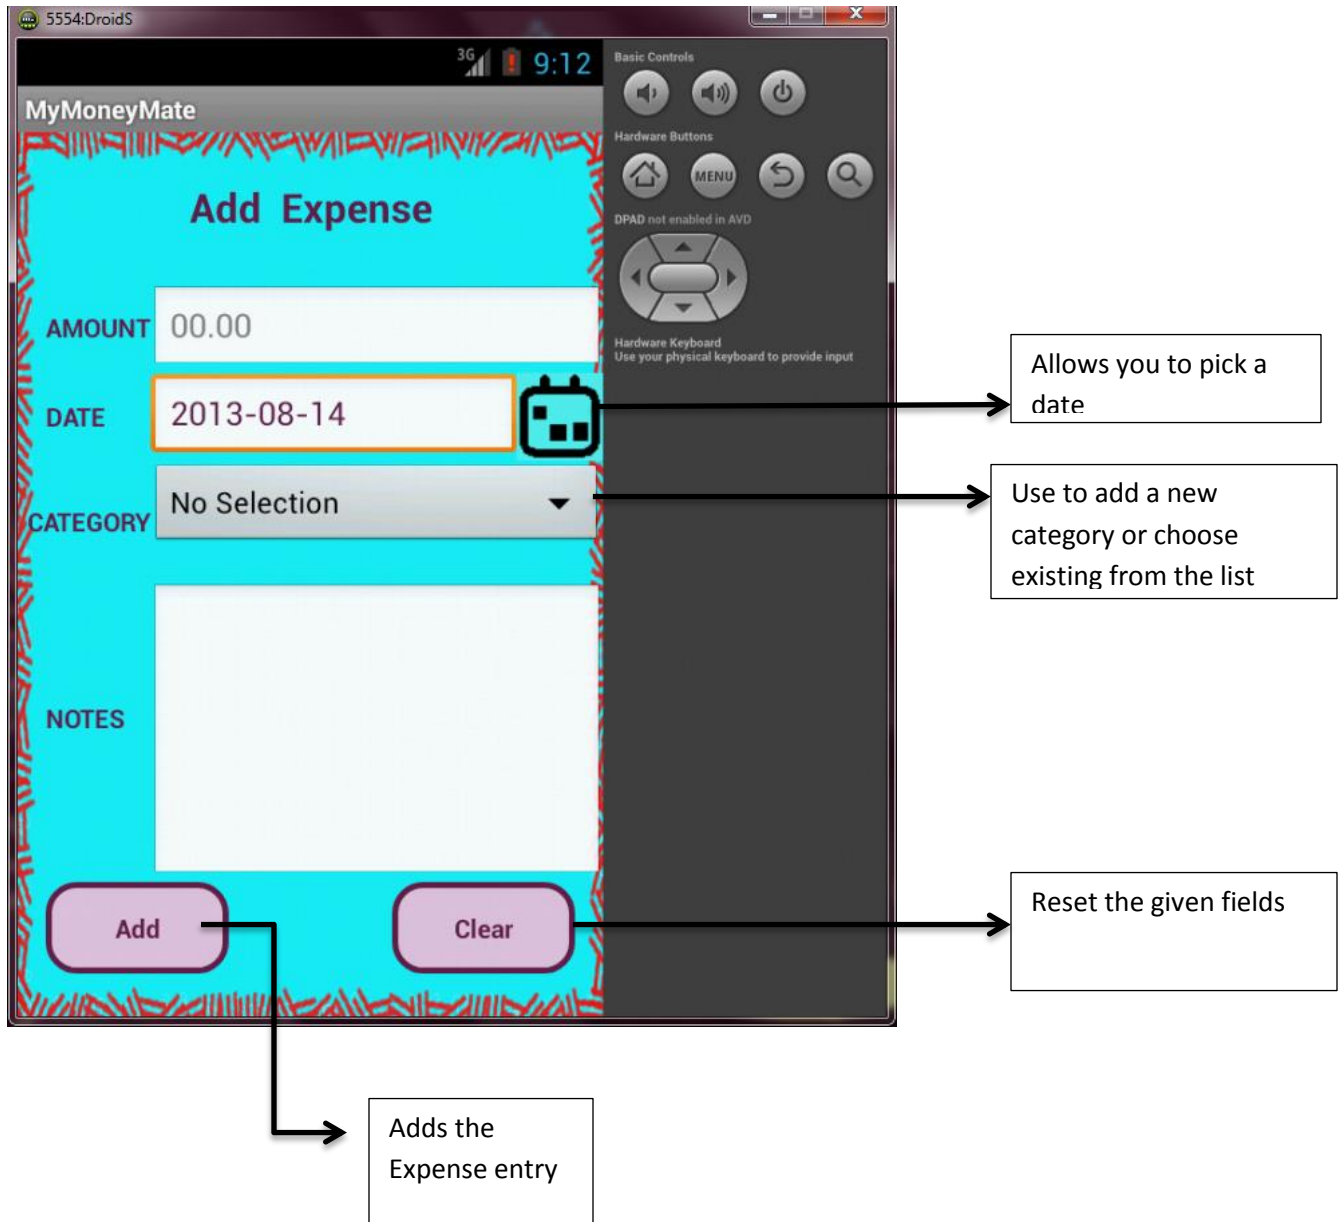 5554:DroidS
3G 9:12
MyMoneyMate
Add Expense
AMOUNT 00.00
DATE 2013-08-14
CATEGORY No Selection
NOTES
Add Clear
Basic Controls
Hardware Buttons
MENU
DPAD not enabled in AVD
Hardware Keyboard
Use your physical keyboard to provide input
Allows you to pick a
date
Use to add a new
category or choose
existing from the list
Reset the given fields
Adds the
Expense entry